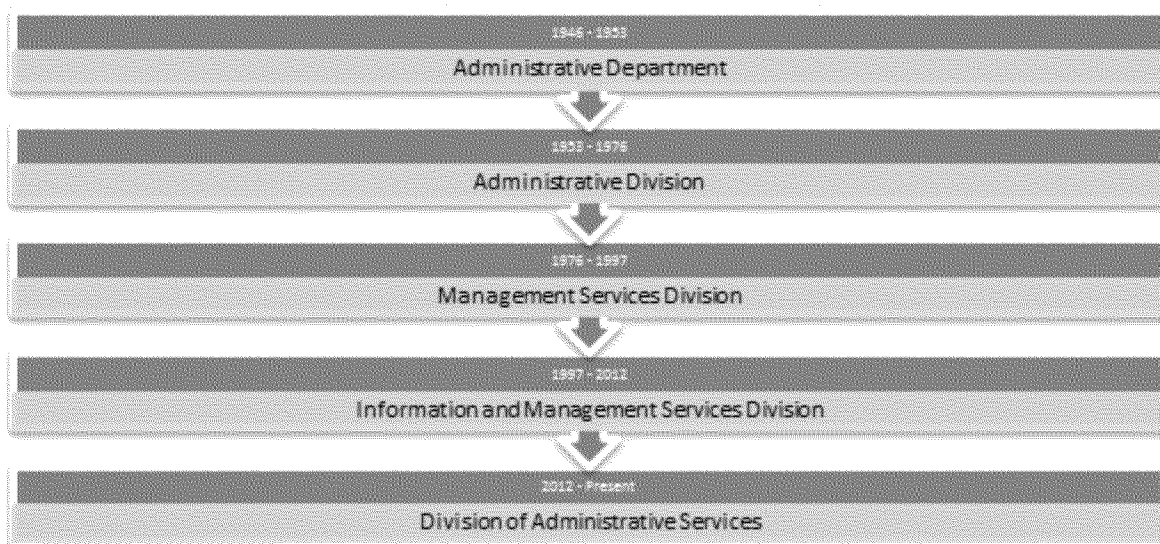 1946 - 1953
Administrative Department
1953 - 1976
Administrative Division
1976 - 1997
Management Services Division
1997 - 2012
Information and Management Services Division
2012 - Present
Division of Administrative Services